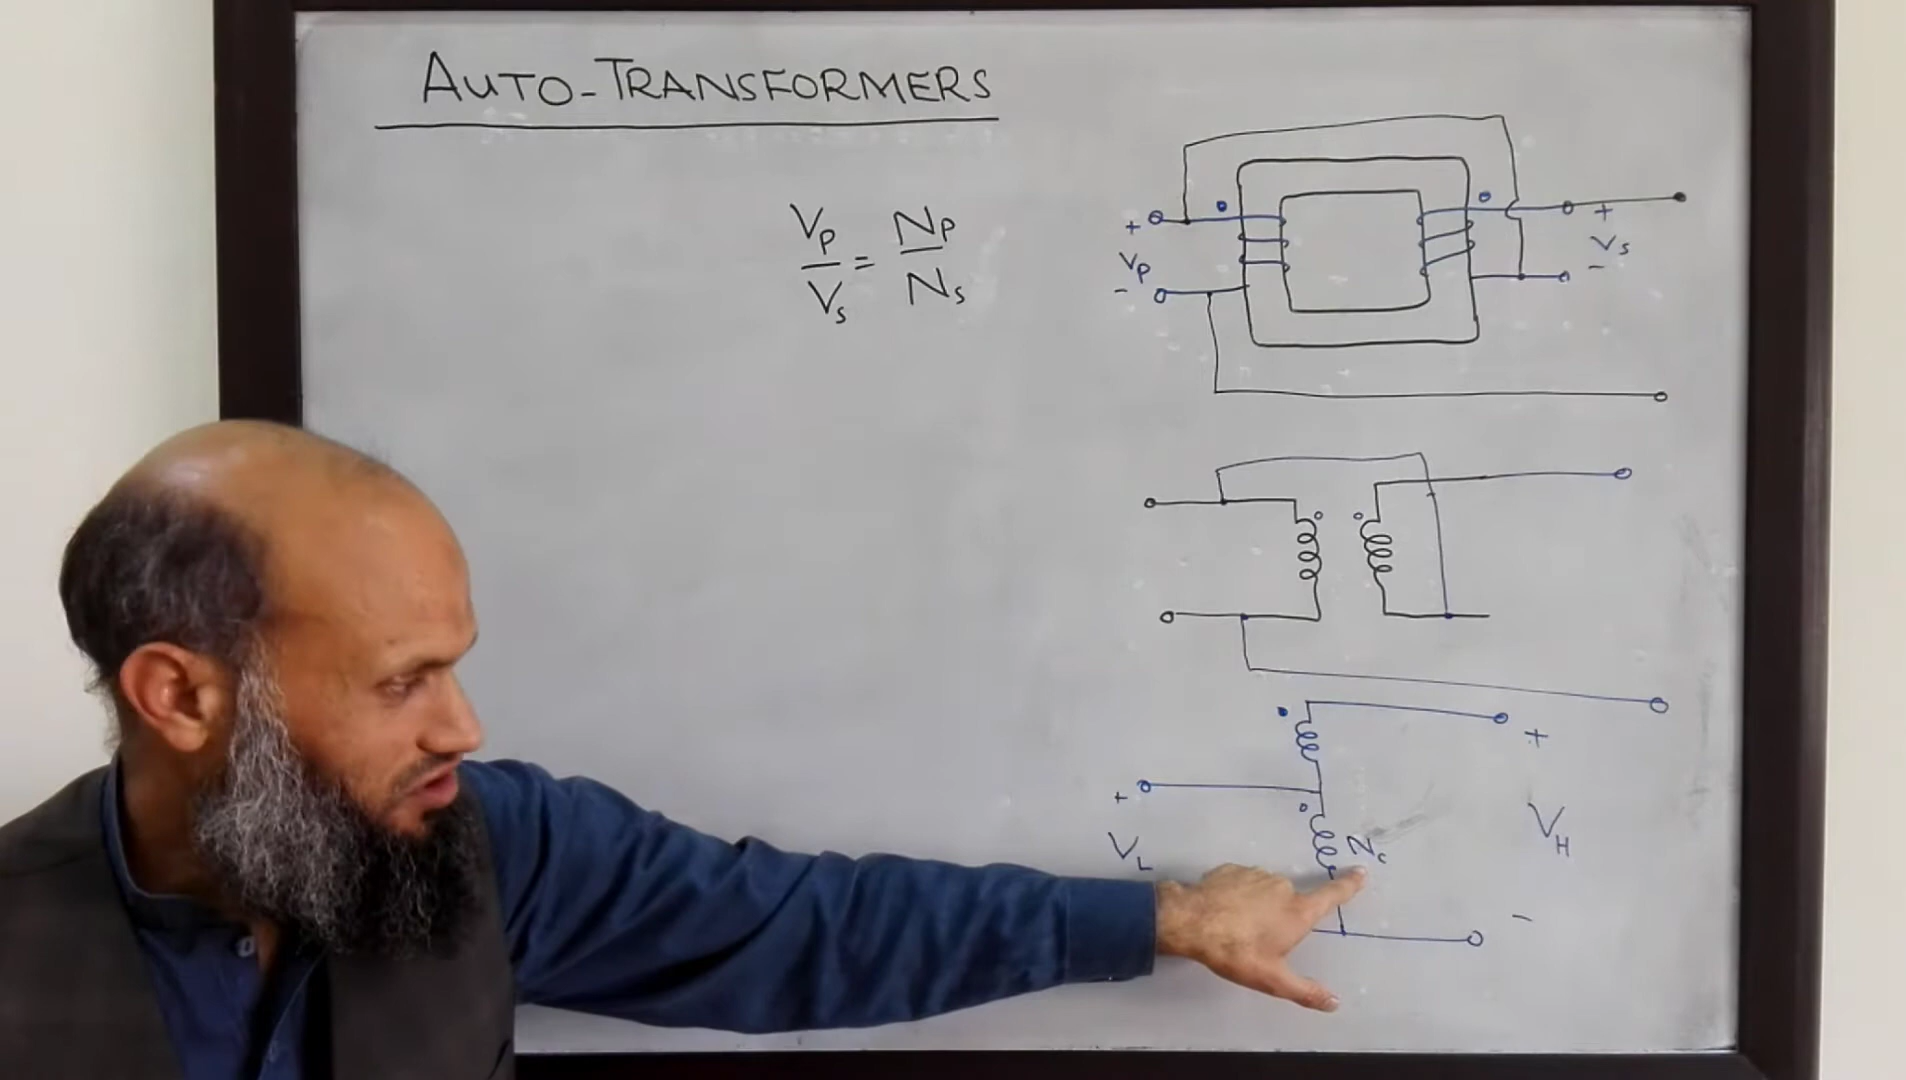 AUTO-TRANSFORMERS
Vp/Vs = Np/Ns
+
Vp
-
+
Vs
-
+
VL
Nc
+
VH
-